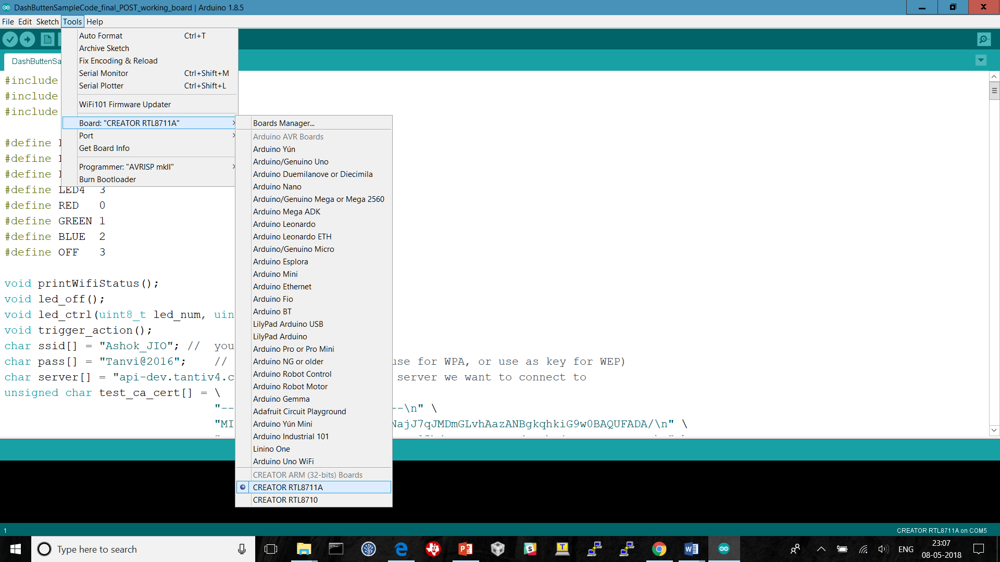 DashButtenSampleCode_final_POST_working_board | Arduino 1.8.5
File Edit Sketch Tools Help
Auto Format Ctrl+T
Archive Sketch
Fix Encoding & Reload
Serial Monitor Ctrl+Shift+M
Serial Plotter Ctrl+Shift+L
WiFi101 Firmware Updater
Board: "CREATOR RTL8711A"
Port
Get Board Info
Programmer: "AVRISP mkII"
Burn Bootloader
Boards Manager...
Arduino AVR Boards
Arduino Yún
Arduino/Genuino Uno
Arduino Duemilanove or Diecimila
Arduino Nano
Arduino/Genuino Mega or Mega 2560
Arduino Mega ADK
Arduino Leonardo
Arduino Leonardo ETH
Arduino/Genuino Micro
Arduino Esplora
Arduino Mini
Arduino Ethernet
Arduino Fio
Arduino BT
LilyPad Arduino USB
LilyPad Arduino
Arduino Pro or Pro Mini
Arduino NG or older
Arduino Robot Control
Arduino Robot Motor
Arduino Gemma
Adafruit Circuit Playground
Arduino Yún Mini
Arduino Industrial 101
Linino One
Arduino Uno WiFi
CREATOR ARM (32-bits) Boards
CREATOR RTL8711A
CREATOR RTL8710
DashButtenSa
#include
#include
#include
#define
#define
#define
#define LED4 3
#define RED 0
#define GREEN 1
#define BLUE 2
#define OFF 3
void printWifiStatus();
void led_off();
void led_ctrl(uint8_t led_num, uin
void trigger_action();
char ssid[] = "Ashok_JIO"; // you
char pass[] = "Tanvi@2016"; // use for WPA, or use as key for WEP)
char server[] = "api-dev.tantiv4.c server we want to connect to
unsigned char test_ca_cert[] = \
"-- --\n" \
"MI NajJ7qJMDmGLvhAazANBgkqhkiG9w0BAQUFADA/\n" \
1 CREATOR RTL8711A on COM5
Type here to search
ENG
23:07
08-05-2018